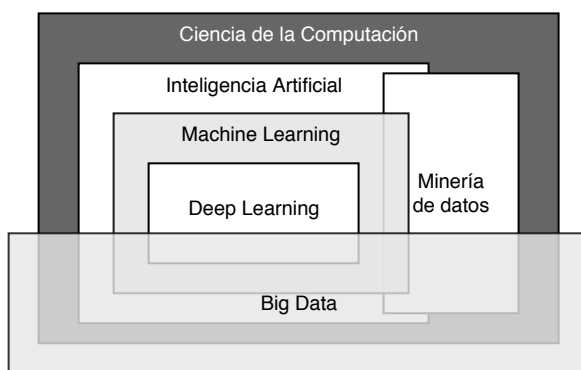 Ciencia de la Computación
Inteligencia Artificial
Machine Learning
Deep Learning
Minería
de datos
Big Data